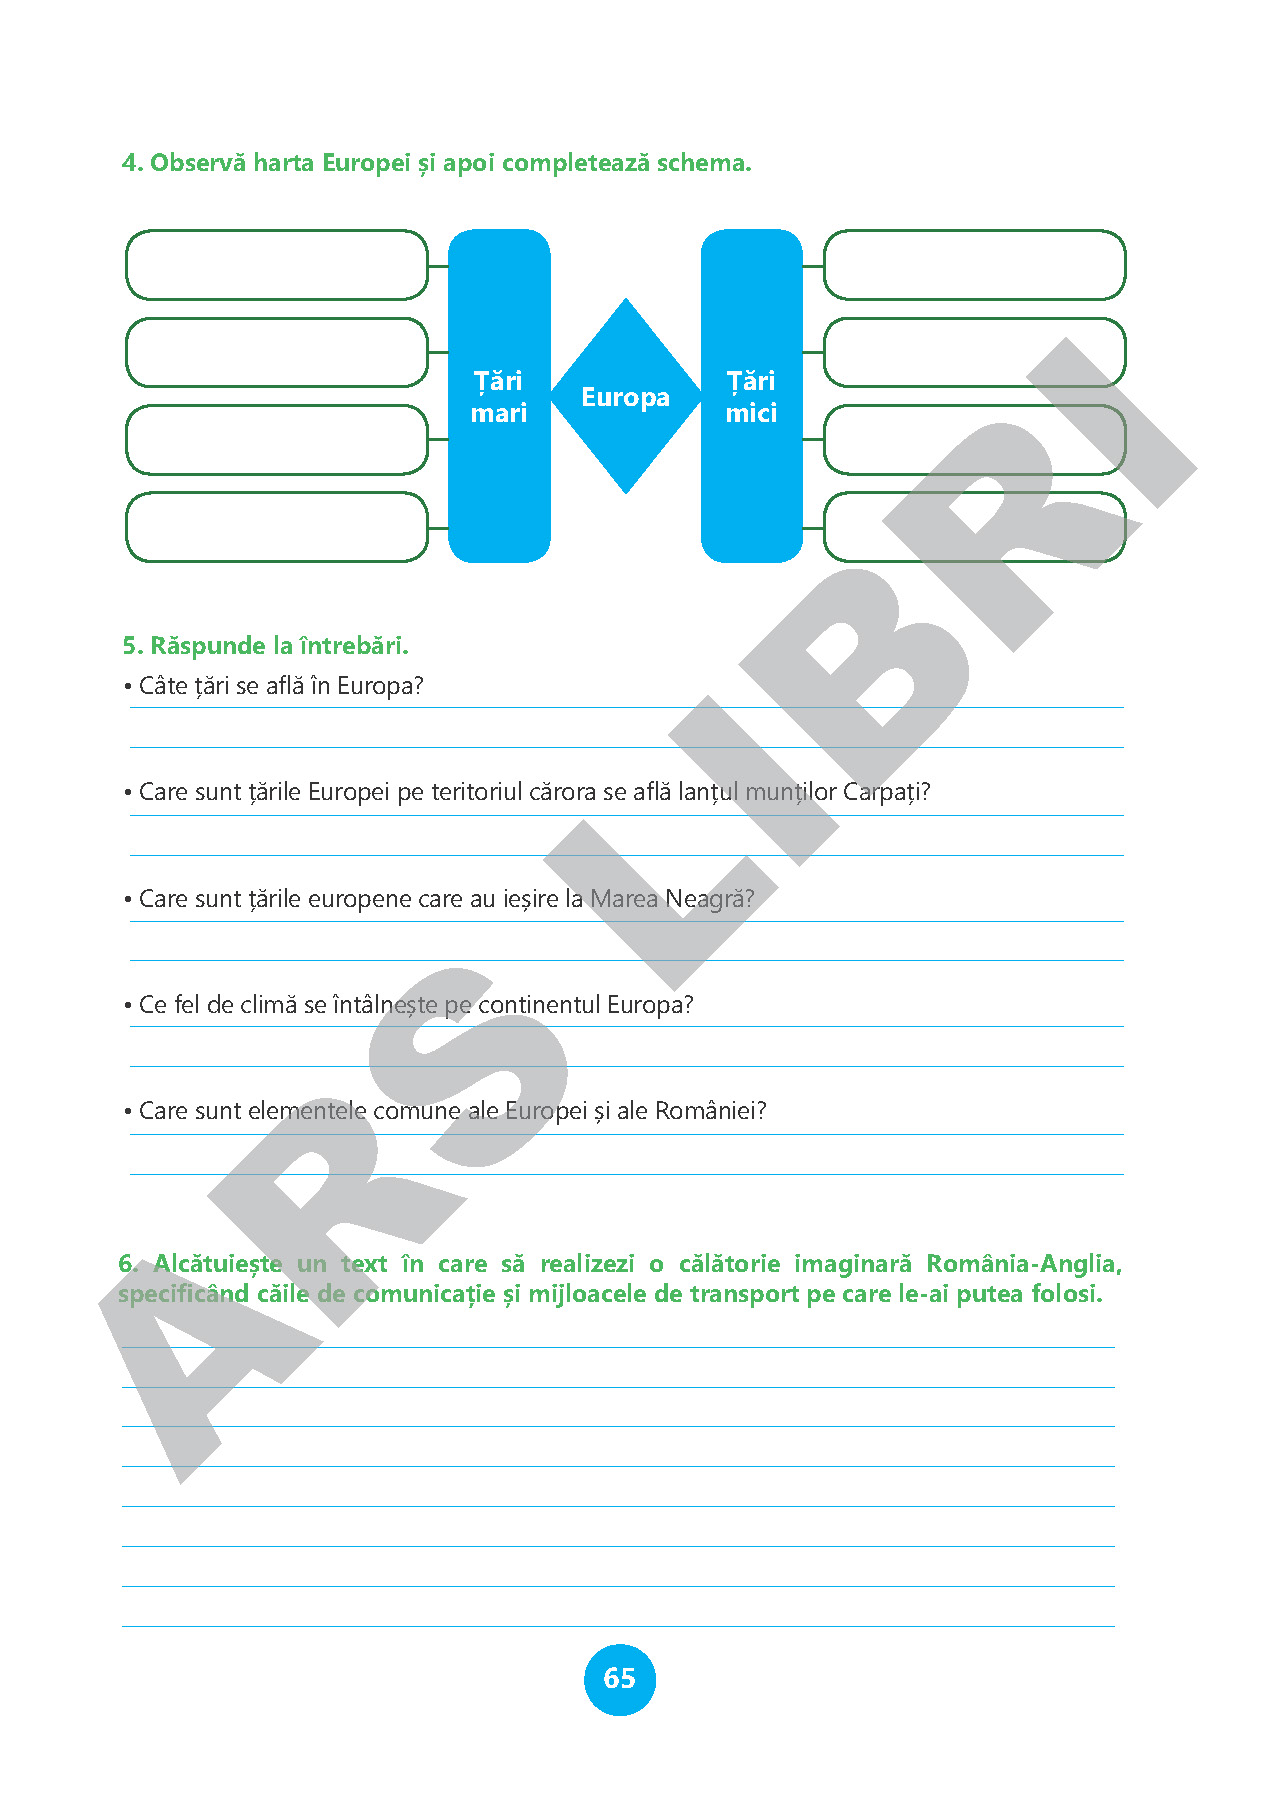 4. Observă harta Europei și apoi completează schema.
Țări
mari
Europa
Țări
mici
5. Răspunde la întrebări.
• Câte țări se află în Europa?
• Care sunt țările Europei pe teritoriul cărora se află lanțul munților Carpați?
• Care sunt țările europene care au ieșire la Marea Neagră?
• Ce fel de climă se întâlnește pe continentul Europa?
• Care sunt elementele comune ale Europei și ale României?
6. Alcătuiește un text în care să realizezi o călătorie imaginară România-Anglia,
specificând căile de comunicație și mijloacele de transport pe care le-ai putea folosi.
65
ARS LIBRI